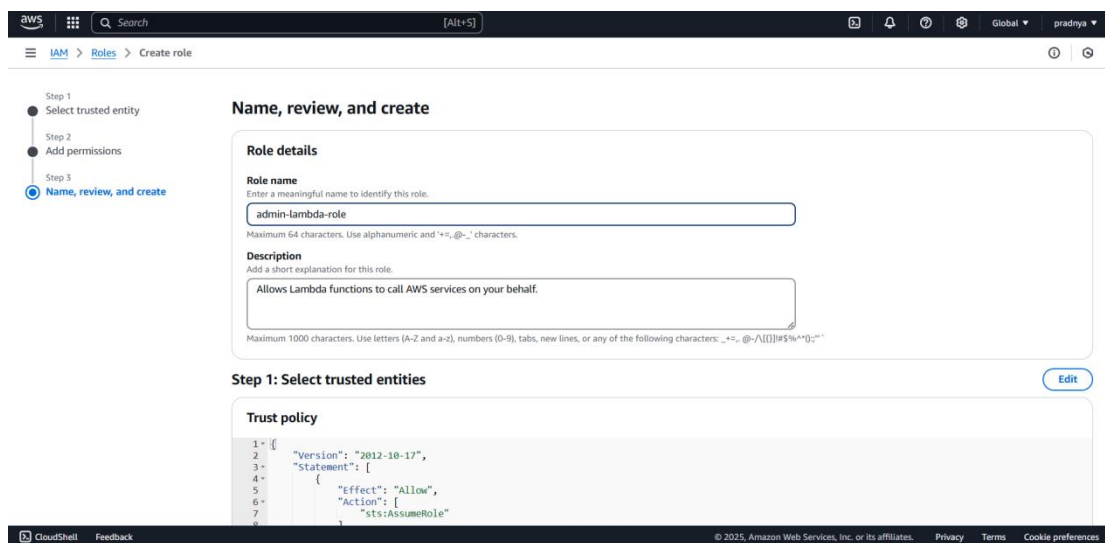 aws Search [Alt+S] Global pradnya
IAM > Roles > Create role
Step 1
Select trusted entity
Step 2
Add permissions
Step 3
Name, review, and create
Name, review, and create
Role details
Role name
Enter a meaningful name to identify this role.
admin-lambda-role
Maximum 64 characters. Use alphanumeric and '+=,.@-_' characters.
Description
Add a short explanation for this role.
Allows Lambda functions to call AWS services on your behalf.
Maximum 1000 characters. Use letters (A-Z and a-z), numbers (0-9), tabs, new lines, or any of the following characters:
Step 1: Select trusted entities
Edit
Trust policy
1 {
2 "Version": "2012-10-17",
3 "Statement": [
4 {
5 "Effect": "Allow",
6 "Action": [
7 "sts:AssumeRole"
8 ]
CloudShell Feedback © 2025, Amazon Web Services, Inc. or its affiliates. Privacy Terms Cookie preferences